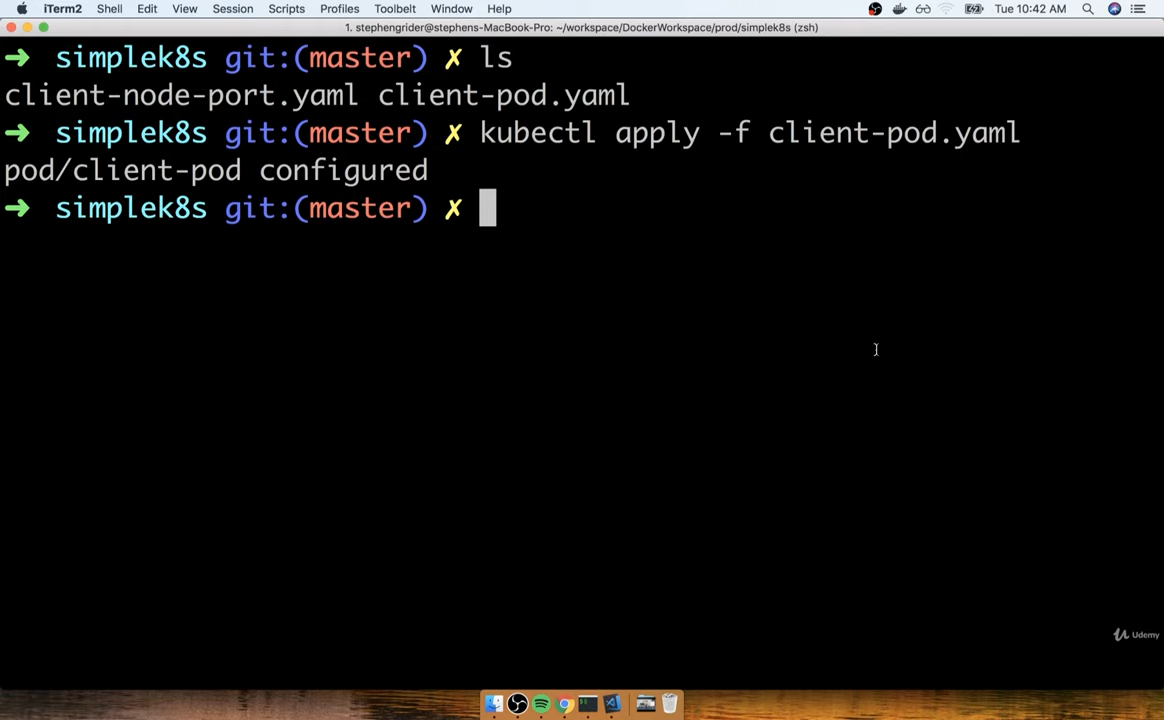 iTerm2 Shell Edit View Session Scripts Profiles Toolbelt Window Help Tue 10:42 AM
1. stephengrider@stephens-MacBook-Pro: ~/workspace/DockerWorkspace/prod/simplek8s (zsh)
➜ simplek8s git:(master) ✗ ls
client-node-port.yaml client-pod.yaml
➜ simplek8s git:(master) ✗ kubectl apply -f client-pod.yaml
pod/client-pod configured
➜ simplek8s git:(master) ✗
Udemy